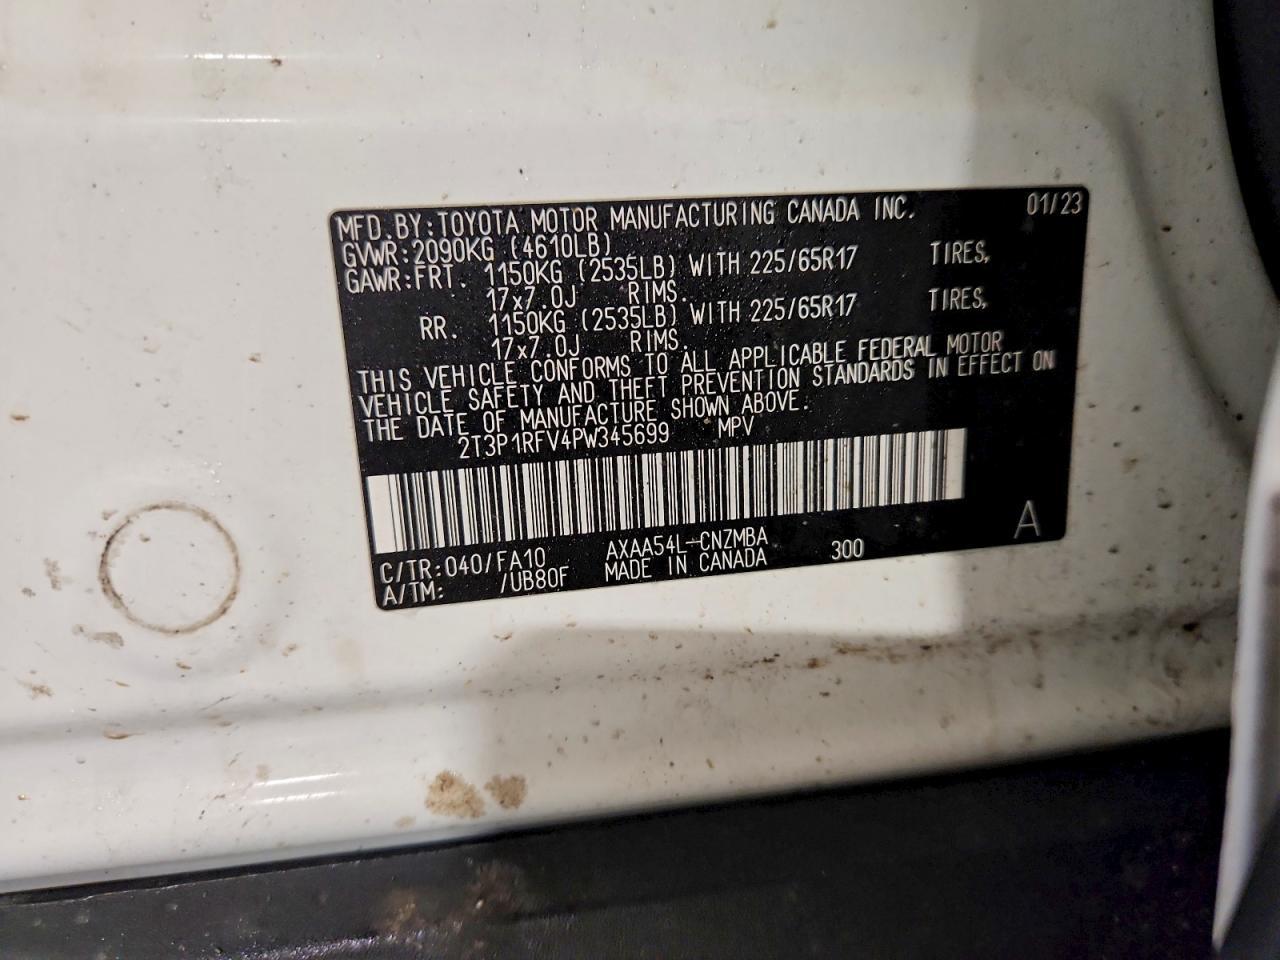 MFD.BY:TOYOTA MOTOR MANUFACTURING CANADA INC. 01/23
GVWR:2090KG (4610LB)
GAWR:FRT. 1150KG (2535LB) WITH 225/65R17 TIRES,
17x7.0J RIMS.
RR. 1150KG (2535LB) WITH 225/65R17 TIRES,
17x7.0J RIMS.
THIS VEHICLE CONFORMS TO ALL APPLICABLE FEDERAL MOTOR
VEHICLE SAFETY AND THEFT PREVENTION STANDARDS IN EFFECT ON
THE DATE OF MANUFACTURE SHOWN ABOVE.
2T3P1RFV4PW345699 MPV
C/TR:040/FA10 AXAA54L-CNZMBA 300 A
A/TM: /UB80F MADE IN CANADA